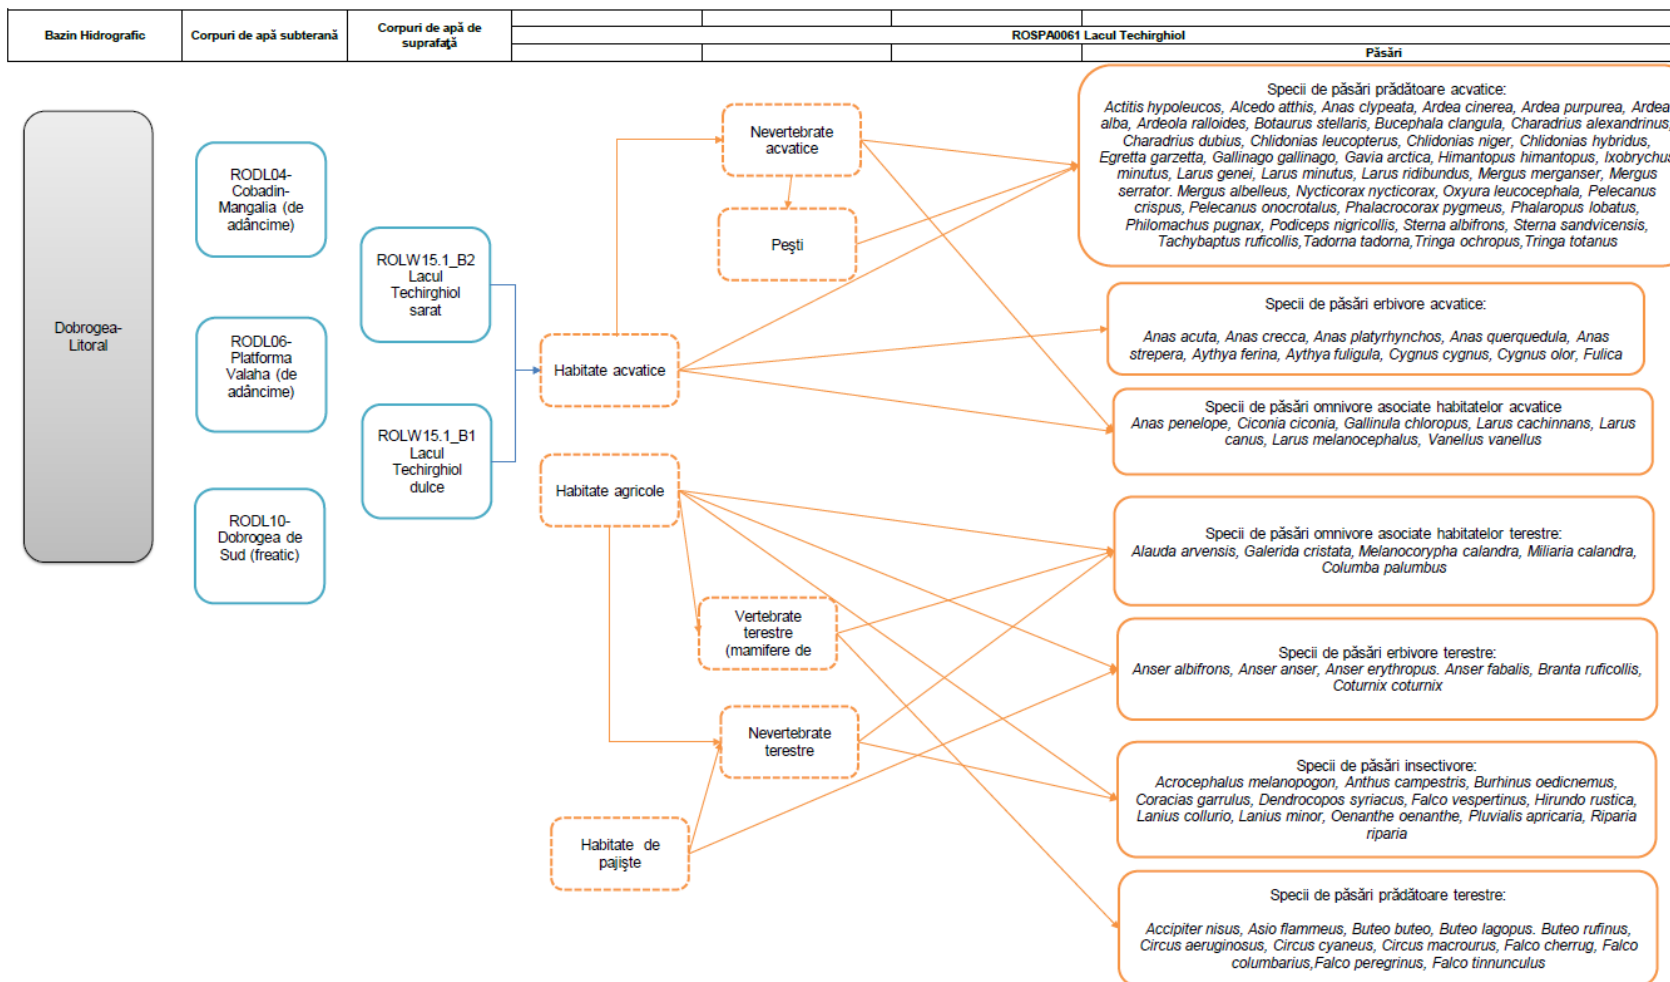 Bazin Hidrografic
Corpuri de apă subterană
Corpuri de apă de
suprafaţă
ROSPA0061 Lacul Techirghiol
Păsări
Dobrogea-
Litoral
RODL04-
Cobadin-
Mangalia (de
adâncime)
RODL06-
Platforma
Valaha (de
adâncime)
RODL10-
Dobrogea de
Sud (freatic)
ROLW15.1_B2
Lacul
Techirghiol
sarat
ROLW15.1_B1
Lacul
Techirghiol
dulce
Habitate acvatice
Habitate agricole
Habitate de
pajişte
Nevertebrate
acvatice
Peşti
Vertebrate
terestre
(mamifere de
Nevertebrate
terestre
Specii de păsări prădătoare acvatice:
Actitis hypoleucos, Alcedo atthis, Anas clypeata, Ardea cinerea, Ardea purpurea, Ardea
alba, Ardeola ralloides, Botaurus stellaris, Bucephala clangula, Charadrius alexandrinus,
Charadrius dubius, Chlidonias leucopterus, Chlidonias niger, Chlidonias hybridus,
Egretta garzetta, Gallinago gallinago, Gavia arctica, Himantopus himantopus, Ixobrychus
minutus, Larus genei, Larus minutus, Larus ridibundus, Mergus merganser, Mergus
serrator. Mergus albelleus, Nycticorax nycticorax, Oxyura leucocephala, Pelecanus
crispus, Pelecanus onocrotalus, Phalacrocorax pygmeus, Phalaropus lobatus,
Philomachus pugnax, Podiceps nigricollis, Sterna albifrons, Sterna sandvicensis,
Tachybaptus ruficollis,Tadorna tadorna,Tringa ochropus,Tringa totanus
Specii de păsări erbivore acvatice:
Anas acuta, Anas crecca, Anas platyrhynchos, Anas querquedula, Anas
strepera, Aythya ferina, Aythya fuligula, Cygnus cygnus, Cygnus olor, Fulica
Specii de păsări omnivore asociate habitatelor acvatice
Anas penelope, Ciconia ciconia, Gallinula chloropus, Larus cachinnans, Larus
canus, Larus melanocephalus, Vanellus vanellus
Specii de păsări omnivore asociate habitatelor terestre:
Alauda arvensis, Galerida cristata, Melanocorypha calandra, Miliaria calandra,
Columba palumbus
Specii de păsări erbivore terestre:
Anser albifrons, Anser anser, Anser erythropus. Anser fabalis, Branta ruficollis,
Coturnix coturnix
Specii de păsări insectivore:
Acrocephalus melanopogon, Anthus campestris, Burhinus oedicnemus,
Coracias garrulus, Dendrocopos syriacus, Falco vespertinus, Hirundo rustica,
Lanius collurio, Lanius minor, Oenanthe oenanthe, Pluvialis apricaria, Riparia
riparia
Specii de păsări prădătoare terestre:
Accipiter nisus, Asio flammeus, Buteo buteo, Buteo lagopus. Buteo rufinus,
Circus aeruginosus, Circus cyaneus, Circus macrourus, Falco cherrug, Falco
columbarius,Falco peregrinus, Falco tinnunculus